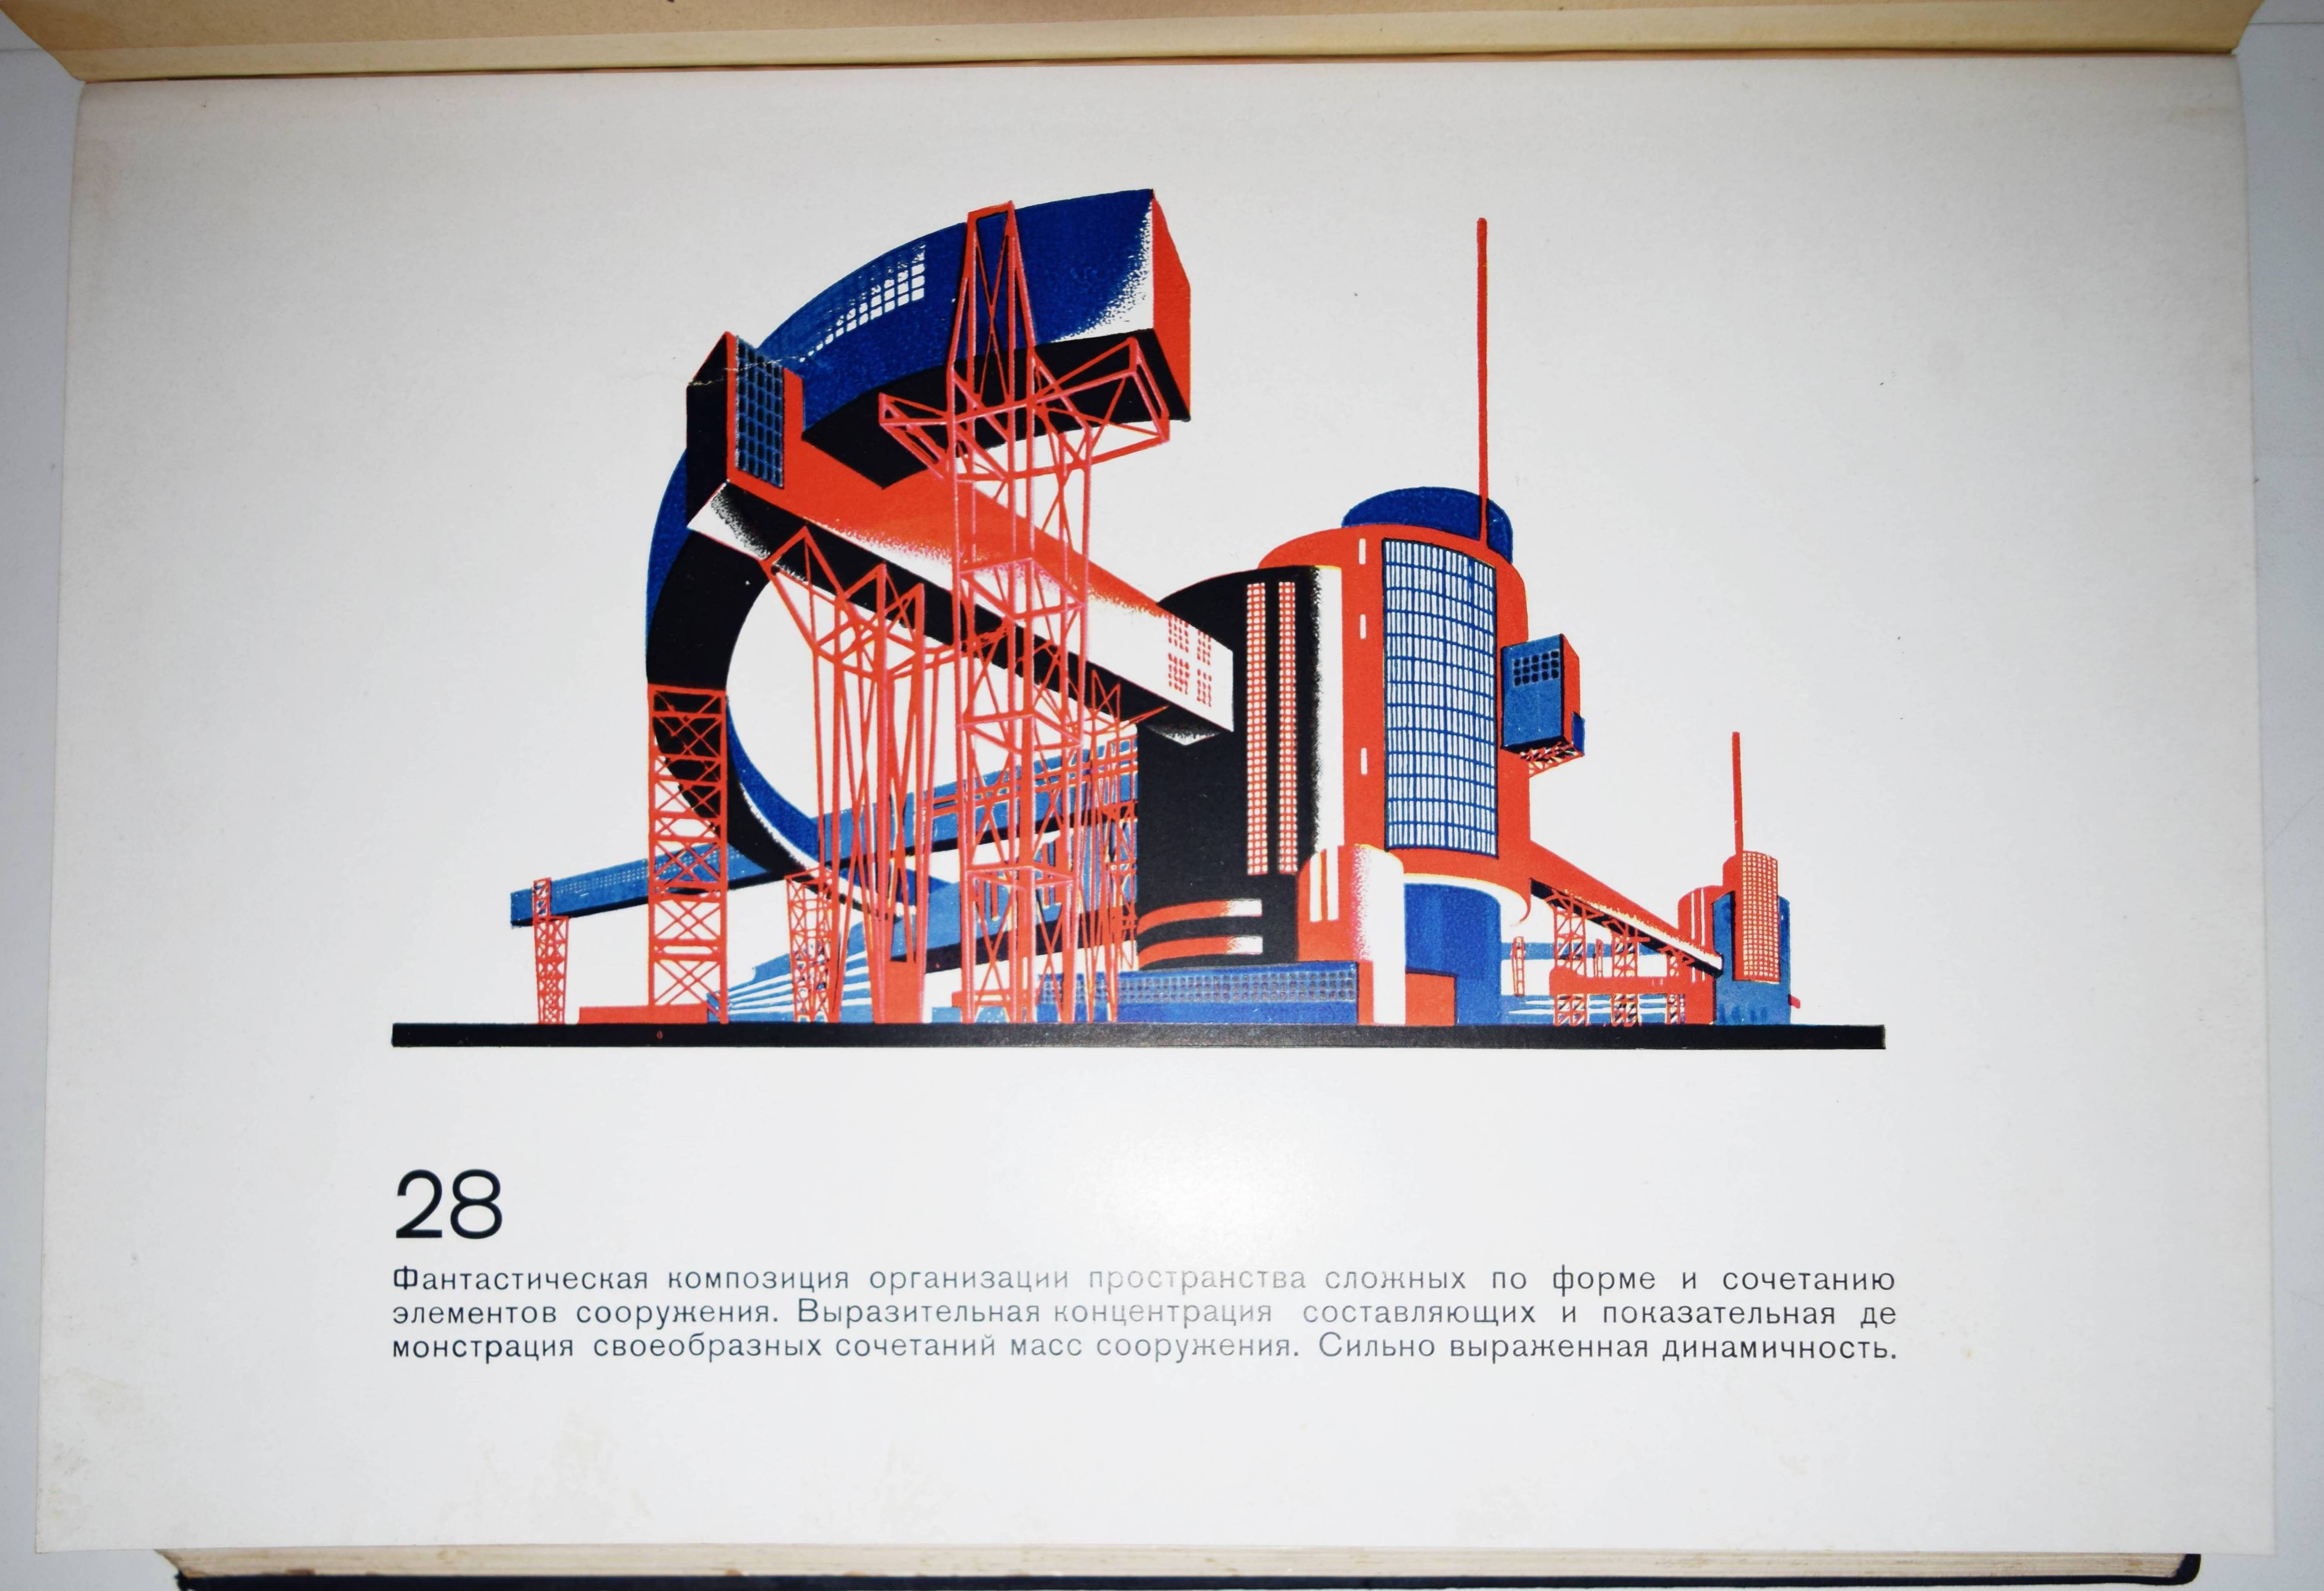 28
Фантастическая композиция организации пространства сложных по форме и сочетанию
элементов сооружения. Выразительная концентрация составляющих и показательная де
монстрация своеобразных сочетаний масс сооружения. Сильно выраженная динамичность.